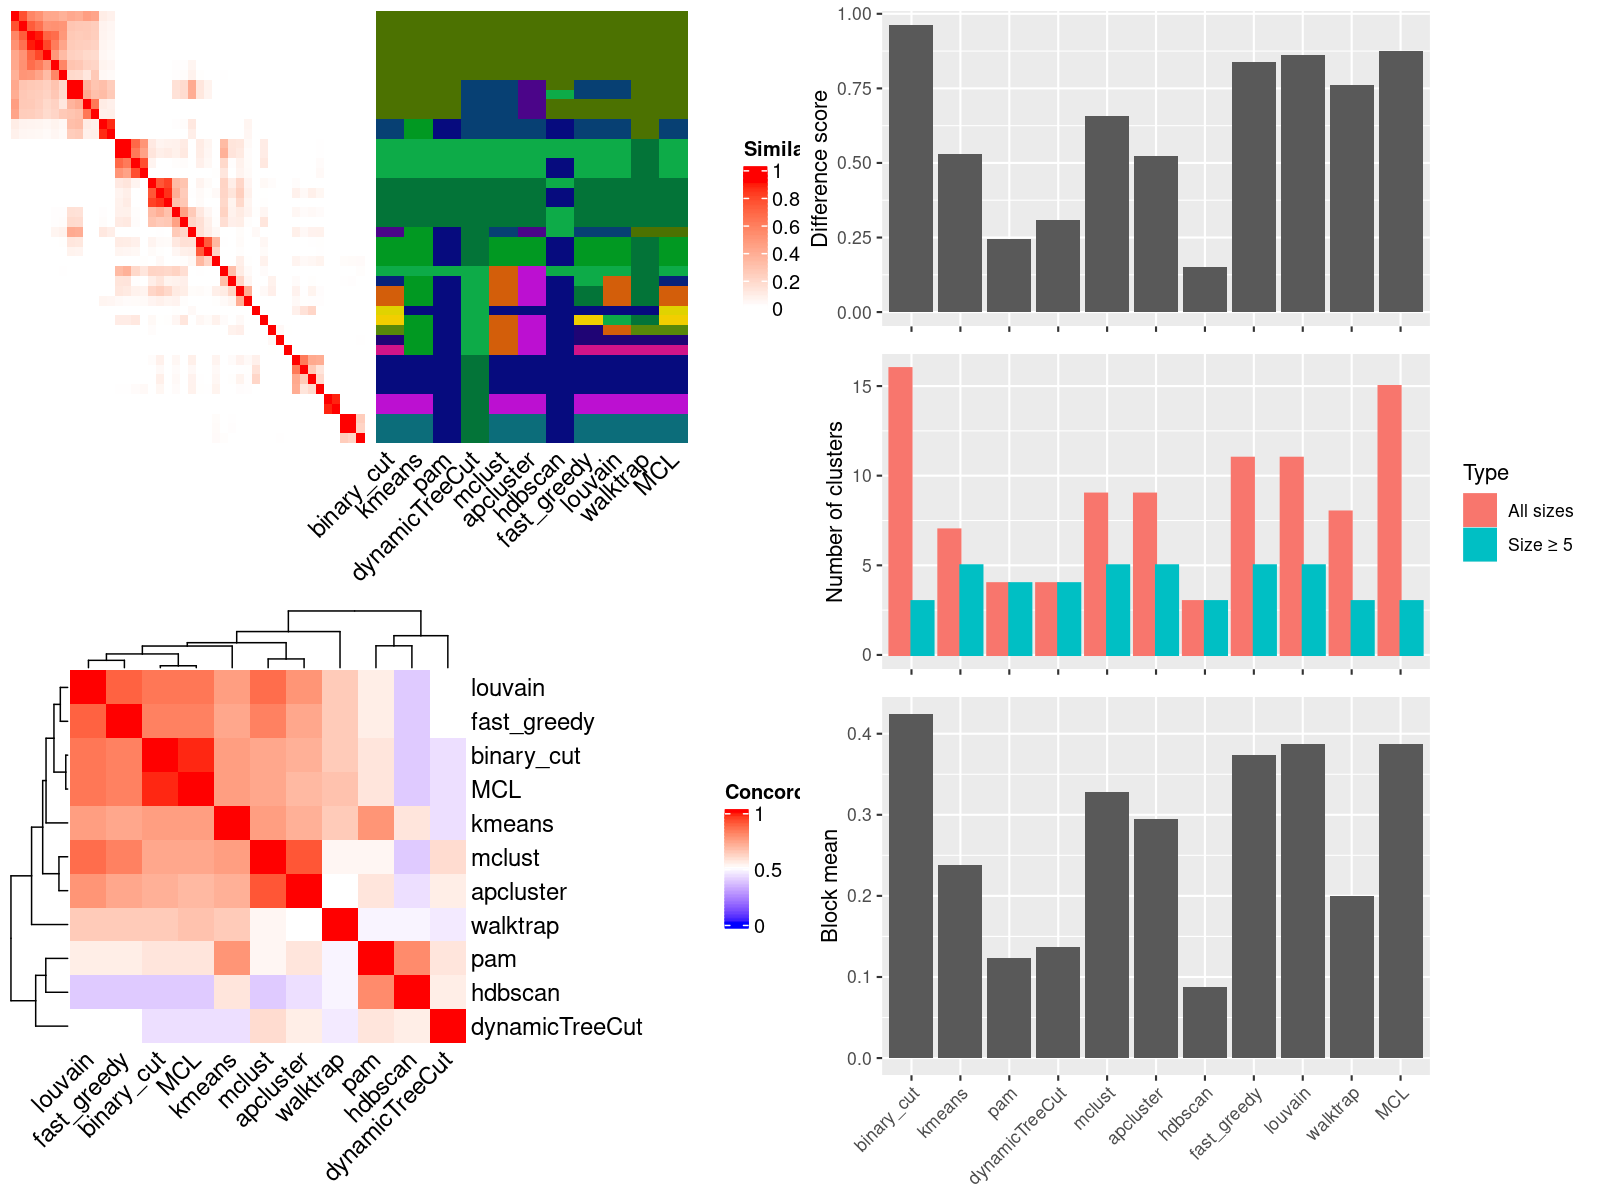 Simila
1
0.8
0.6
0.4
0.2
0
binary_cut
kmeans
pam
dynamicTreeCut
mclust
apcluster
hdbscan
fast_greedy
louvain
walktrap
MCL
louvain
fast_greedy
binary_cut
MCL
kmeans
mclust
apcluster
walktrap
pam
hdbscan
dynamicTreeCut
louvain
fast_greedy
binary_cut
MCL
kmeans
mclust
apcluster
walktrap
pam
hdbscan
dynamicTreeCut
Concord
1
0.5
0
Difference score
1.00
0.75
0.50
0.25
0.00
Number of clusters
15
10
5
0
Type
All sizes
Size ≥ 5
Block mean
0.4
0.3
0.2
0.1
0.0
binary_cut
kmeans
pam
dynamicTreeCut
mclust
apcluster
hdbscan
fast_greedy
louvain
walktrap
MCL